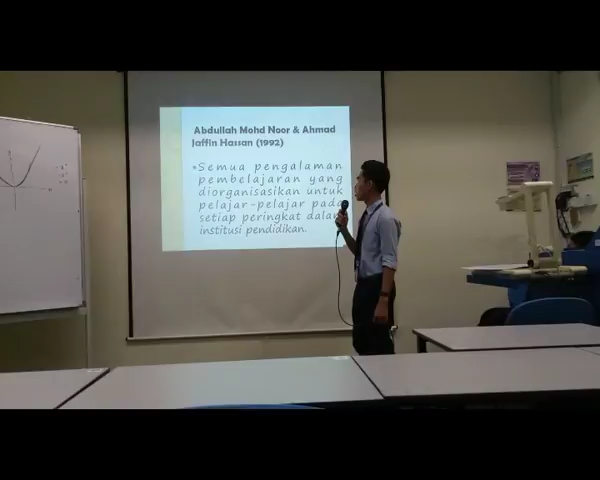 Abdullah Mohd Noor & Ahmad
Jaffin Hassan (1992)
•Semua pengalaman
pembelajaran yang
diorganisasikan untuk
pelajar-pelajar pada
setiap peringkat dalam
institusi pendidikan.